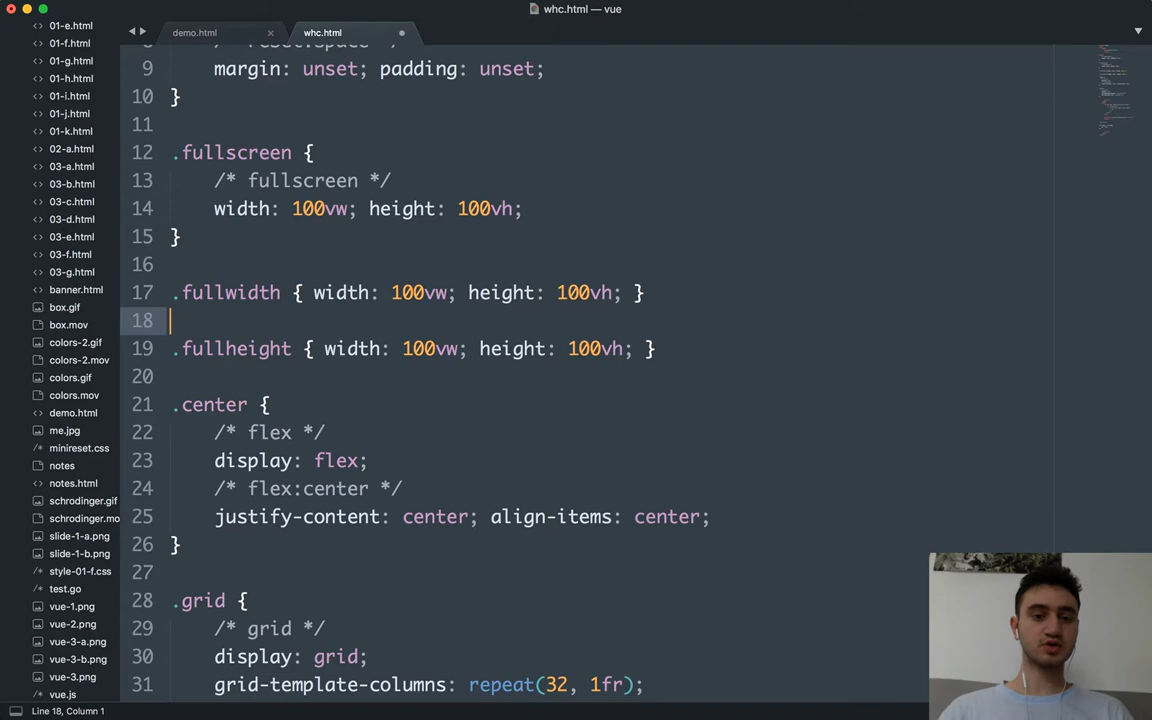 whc.html — vue
demo.html
whc.html
01-e.html
01-f.html
01-g.html
01-h.html
01-i.html
01-j.html
01-k.html
02-a.html
03-a.html
03-b.html
03-c.html
03-d.html
03-e.html
03-f.html
03-g.html
banner.html
box.gif
box.mov
colors-2.gif
colors-2.mov
colors.gif
colors.mov
demo.html
me.jpg
minireset.css
notes
notes.html
schrodinger.gif
schrodinger.mo
slide-1-a.png
slide-1-b.png
style-01-f.css
test.go
vue-1.png
vue-2.png
vue-3-a.png
vue-3-b.png
vue-3.png
vue.js
9 margin: unset; padding: unset;
10 }
11
12 .fullscreen {
13 /* fullscreen */
14 width: 100vw; height: 100vh;
15 }
16
17 .fullwidth { width: 100vw; height: 100vh; }
18
19 .fullheight { width: 100vw; height: 100vh; }
20
21 .center {
22 /* flex */
23 display: flex;
24 /* flex:center */
25 justify-content: center; align-items: center;
26 }
27
28 .grid {
29 /* grid */
30 display: grid;
31 grid-template-columns: repeat(32, 1fr);
Line 18, Column 1